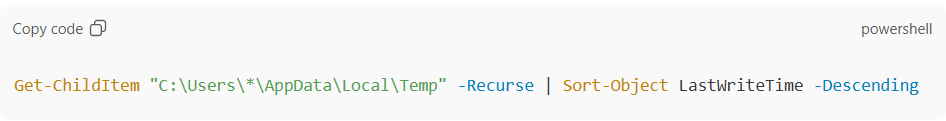 Copy code powershell
Get-ChildItem "C:\Users\*\AppData\Local\Temp" -Recurse | Sort-Object LastWriteTime -Descending